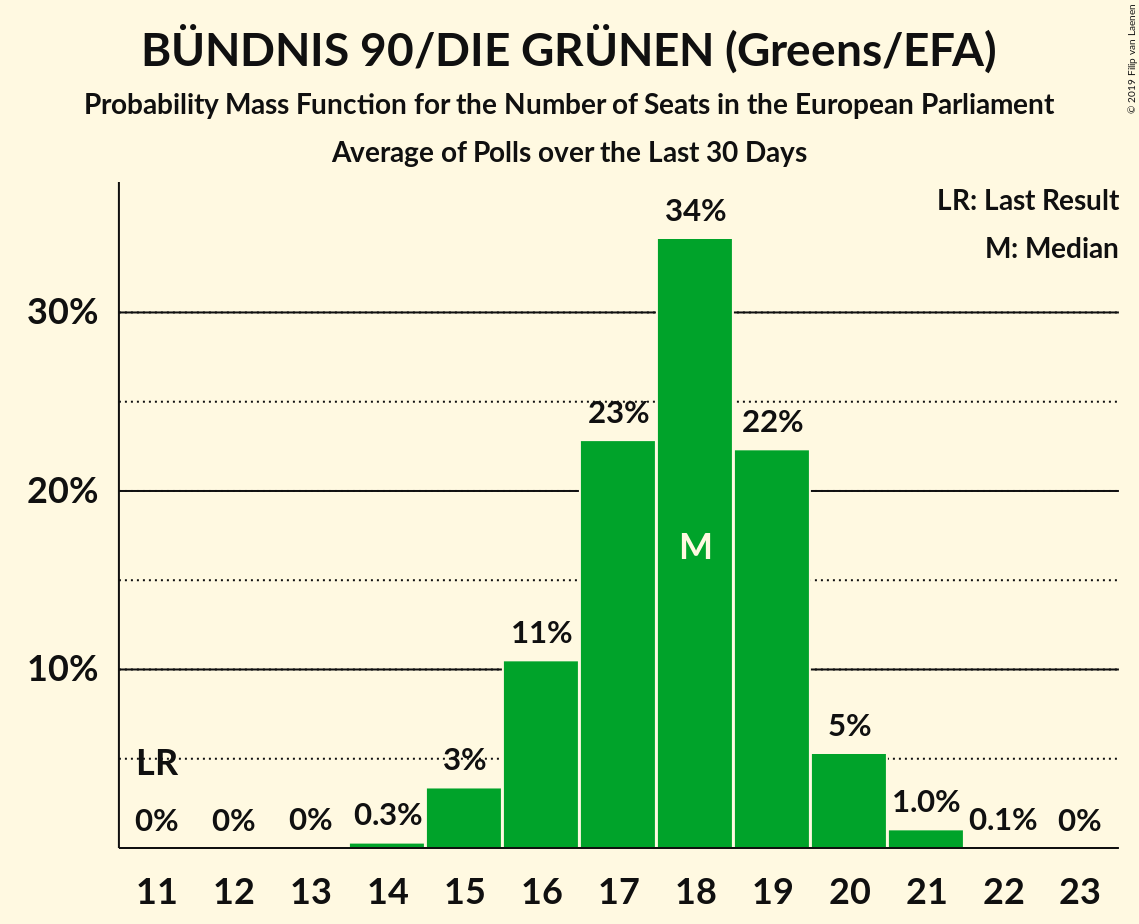 BÜNDNIS 90/DIE GRÜNEN (Greens/EFA)
Probability Mass Function for the Number of Seats in the European Parliament
Average of Polls over the Last 30 Days
© 2019 Filip van Laenen
LR: Last Result
M: Median
30%
20%
10%
LR
0%
0%
0%
0.3%
3%
11%
23%
34%
22%
5%
1.0%
0.1%
0%
M
11 12 13 14 15 16 17 18 19 20 21 22 23